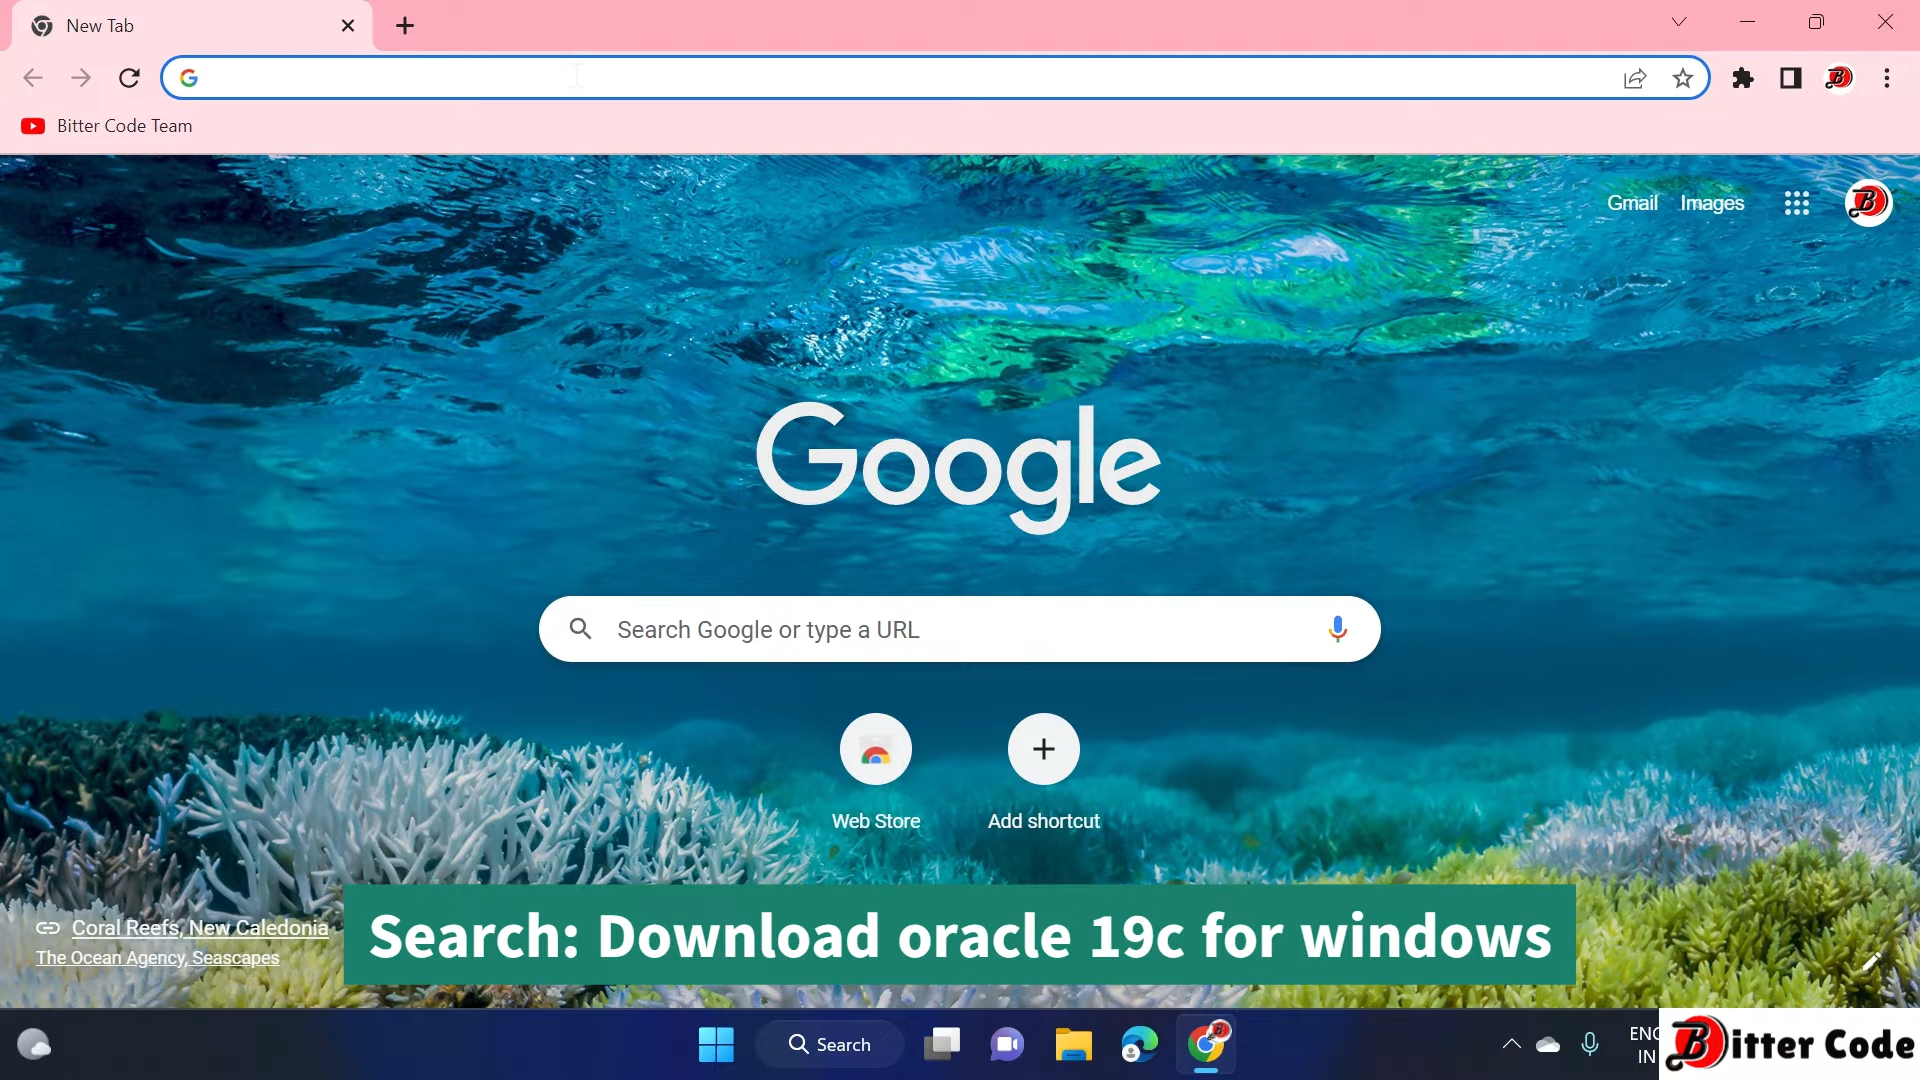 New Tab
Bitter Code Team
Gmail Images
Google
Search Google or type a URL
Web Store
Add shortcut
Coral Reefs, New Caledonia
The Ocean Agency, Seascapes
Search: Download oracle 19c for windows
Search
ENG
IN
Bitter Code